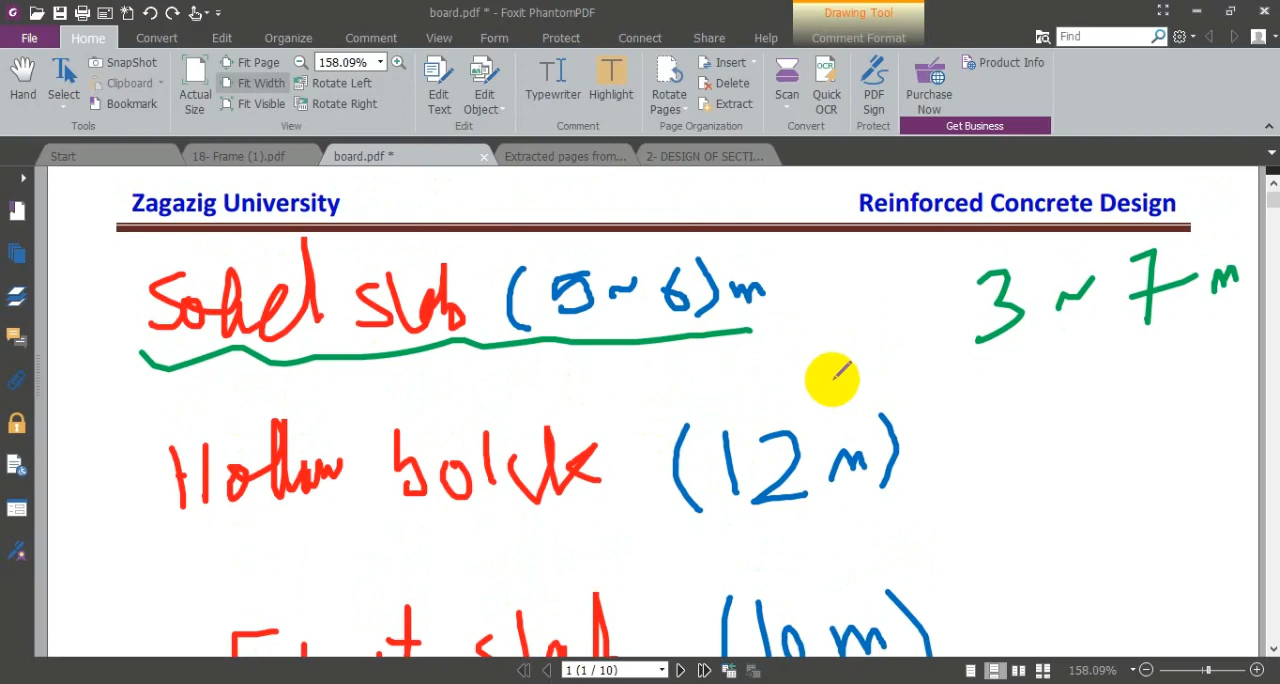 board.pdf * - Foxit PhantomPDF
Drawing Tool
File Home Convert Edit Organize Comment View Form Protect Connect Share Help Comment Format Find
Hand Select SnapShot Clipboard Bookmark
Tools
Actual Size Fit Page Fit Width Fit Visible 158.09% Rotate Left Rotate Right
View
Edit Text Edit Object
Edit
Typewriter Highlight
Comment
Rotate Pages Insert Delete Extract
Page Organization
Scan Quick OCR
Convert
PDF Sign
Protect
Purchase Now Product Info
Get Business
Start 18- Frame (1).pdf board.pdf * Extracted pages from... 2- DESIGN OF SECTI...
Zagazig University Reinforced Concrete Design
Solid slab (5 ~ 6) m 3 ~ 7 m
Hollow bolck (12 m)
slab (10 m)
1 (1 / 10) 158.09%